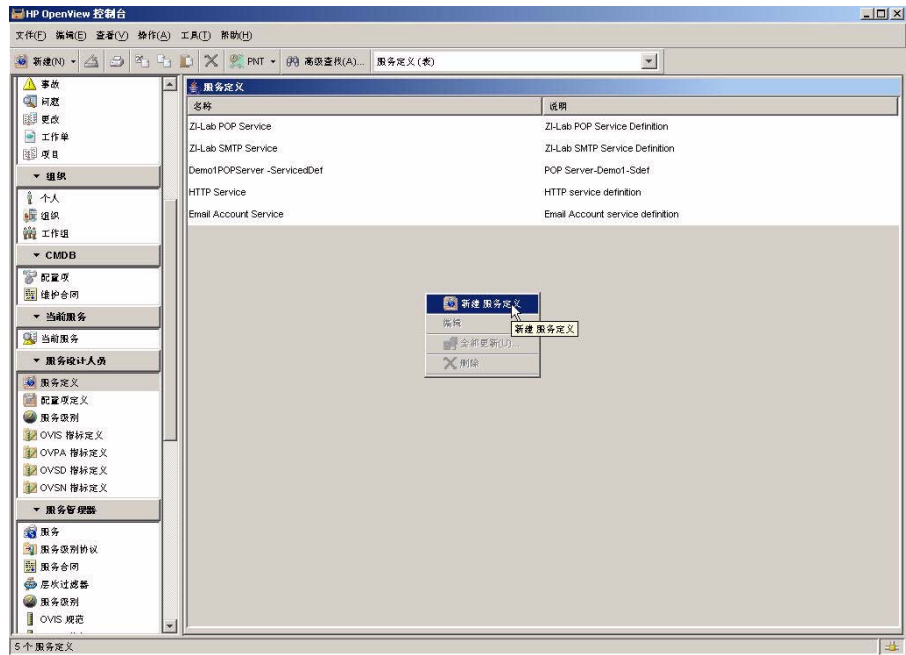 HP OpenView 控制台
文件(F) 编辑(E) 查看(V) 操作(A) 工具(T) 帮助(H)
新建(N) PNT 高级查找(A)... 服务定义(表)
事故
问题
更改
工作单
项目
组织
个人
组织
工作组
CMDB
配置项
维护合同
当前服务
当前服务
服务设计人员
服务定义
配置项定义
服务级别
OVIS 指标定义
OVPA 指标定义
OVSD 指标定义
OVSN 指标定义
服务管理器
服务
服务级别协议
服务合同
层次过滤器
服务级别
OVIS 规范
服务定义
名称 说明
ZI-Lab POP Service ZI-Lab POP Service Definition
ZI-Lab SMTP Service ZI-Lab SMTP Service Definition
Demo1POPServer -ServicedDef POP Server-Demo1-Sdef
HTTP Service HTTP service definition
Email Account Service Email Account service definition
新建 服务定义
编辑
新建 服务定义
全部更新(U)...
删除
5 个 服务定义